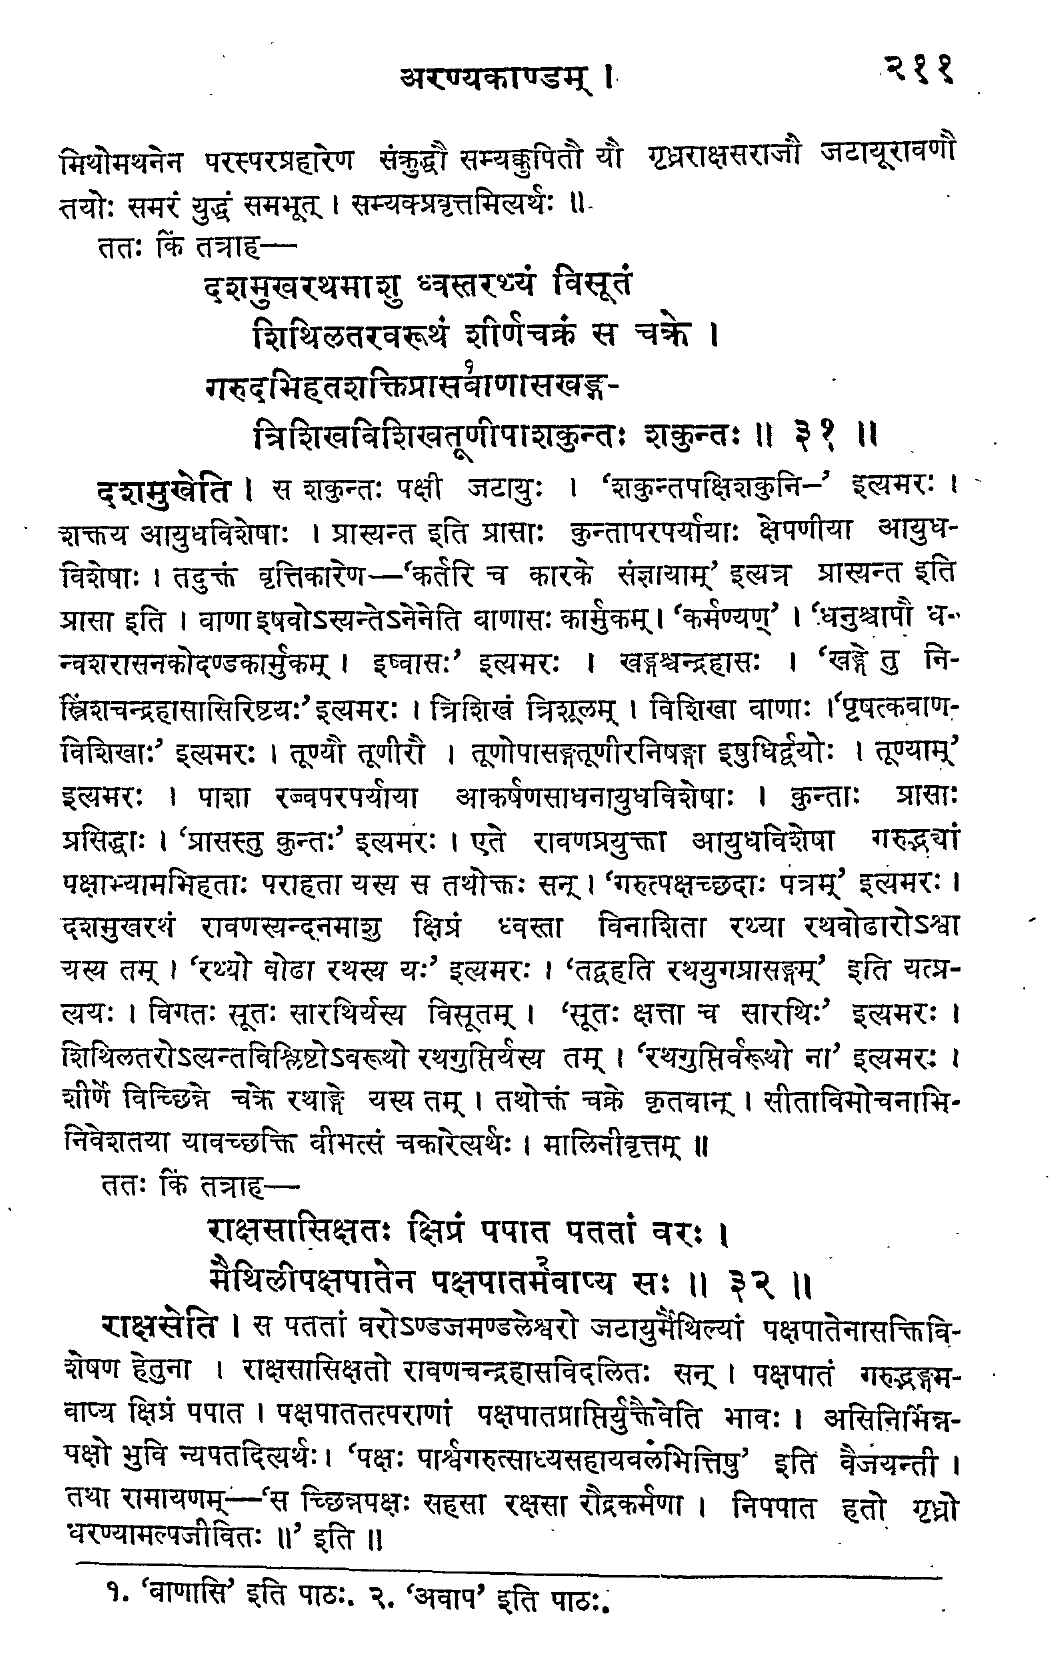 अरण्यकाण्डम् ।
२११
मिथोमथनेन परस्परप्रहारेण संक्रुद्धौ सम्यक्कुपितौ यौ गृध्रराक्षसराजौ जटायूरावणौ
तयोः समरं युद्धं समभूत् । सम्यक्प्रवृत्तमित्यर्थः ॥
ततः किं तत्राह—
दशमुखरथमाशु ध्वस्तरथ्यं विसूतं
शिथिलतरवरूथं शीर्णचक्रं स चक्रे ।
गरुदभिहतशक्तिप्रासबाणा१सखङ्ग-
त्रिशिखविशिखतूणीपाशकुन्तः शकुन्तः ॥ ३१ ॥
दशमुखेति । स शकुन्तः पक्षी जटायुः । ‘शकुन्तपक्षिशकुनि–’ इत्यमरः ।
शक्तय आयुधविशेषाः । प्रास्यन्त इति प्रासाः कुन्तापरपर्यायाः क्षेपणीया आयुध-
विशेषाः । तदुक्तं वृत्तिकारेण—‘कर्तरि च कारके संज्ञायाम्’ इत्यत्र प्रास्यन्त इति
प्रासा इति । वाणा इषवोऽस्यन्तेऽनेनेति वाणासः कार्मुकम् । ‘कर्मण्यण्’ । ‘धनुश्चापौ ध-
न्वशरासनकोदण्डकार्मुकम् । इष्वासः’ इत्यमरः । खङ्गश्चन्द्रहासः । ‘खङ्गे तु नि-
स्त्रिंशचन्द्रहासासिरिष्टयः’ इत्यमरः । त्रिशिखं त्रिशूलम् । विशिखा वाणाः । ‘पृषत्कवाण-
विशिखाः’ इत्यमरः । तूण्यौ तूणीरौ । तूणोपासङ्गतूणीरनिषङ्गा इषुधिर्द्वयोः । तूण्याम्’
इत्यमरः । पाशा रज्वपरपर्याया आकर्षणसाधनायुधविशेषाः । कुन्ताः प्रासाः
प्रसिद्धाः । ‘प्रासस्तु कुन्तः’ इत्यमरः । एते रावणप्रयुक्ता आयुधविशेषा गरुद्भ्यां
पक्षाभ्यामभिहताः पराहता यस्य स तथोक्तः सन् । ‘गरुत्पक्षच्छदाः पत्रम्’ इत्यमरः ।
दशमुखरथं रावणस्यन्दनमाशु क्षिप्रं ध्वस्ता विनाशिता रथ्या रथवोढारोऽश्वा
यस्य तम् । ‘रथ्यो वोढा रथस्य यः’ इत्यमरः । ‘तद्वहति रथयुगप्रासङ्गम्’ इति यत्प्र-
त्ययः । विगतः सूतः सारथिर्यस्य विसूतम् । ‘सूतः क्षत्ता च सारथिः’ इत्यमरः ।
शिथिलतरोऽत्यन्तविश्लिष्टोऽवरूथो रथगुप्तिर्यस्य तम् । ‘रथगुप्तिर्वरूथो ना’ इत्यमरः ।
शीर्णे विच्छिन्ने चक्रे रथाङ्गे यस्य तम् । तथोक्तं चक्रे कृतवान् । सीताविमोचनाभि-
निवेशतया यावच्छक्ति वीभत्सं चकारेत्यर्थः । मालिनीवृत्तम् ॥
ततः किं तत्राह—
राक्षसासिक्षतः क्षिप्रं पपात पततां वरः ।
मैथिलीपक्षपातेन पक्षपातम२वाप्य सः ॥ ३२ ॥
राक्षसेति । स पततां वरोऽण्डजमण्डलेश्वरो जटायुर्मैथिल्यां पक्षपातेनासक्तिवि-
शेषण हेतुना । राक्षसासिक्षतो रावणचन्द्रहासविदलितः सन् । पक्षपातं गरुद्भङ्गम-
वाप्य क्षिप्रं पपात । पक्षपाततत्पराणां पक्षपातप्राप्तिर्युक्तैवेति भावः । असिनिर्भिन्न-
पक्षो भुवि न्यपतदित्यर्थः । ‘पक्षः पार्श्वगरुत्साध्यसहायवलभित्तिषु’ इति वैजयन्ती ।
तथा रामायणम्—‘स च्छिन्नपक्षः सहसा रक्षसा रौद्रकर्मणा । निपपात हतो गृध्रो
धरण्यामल्पजीवितः ॥’ इति ॥
१. ‘वाणासि’ इति पाठः. २. ‘अवाप’ इति पाठः.